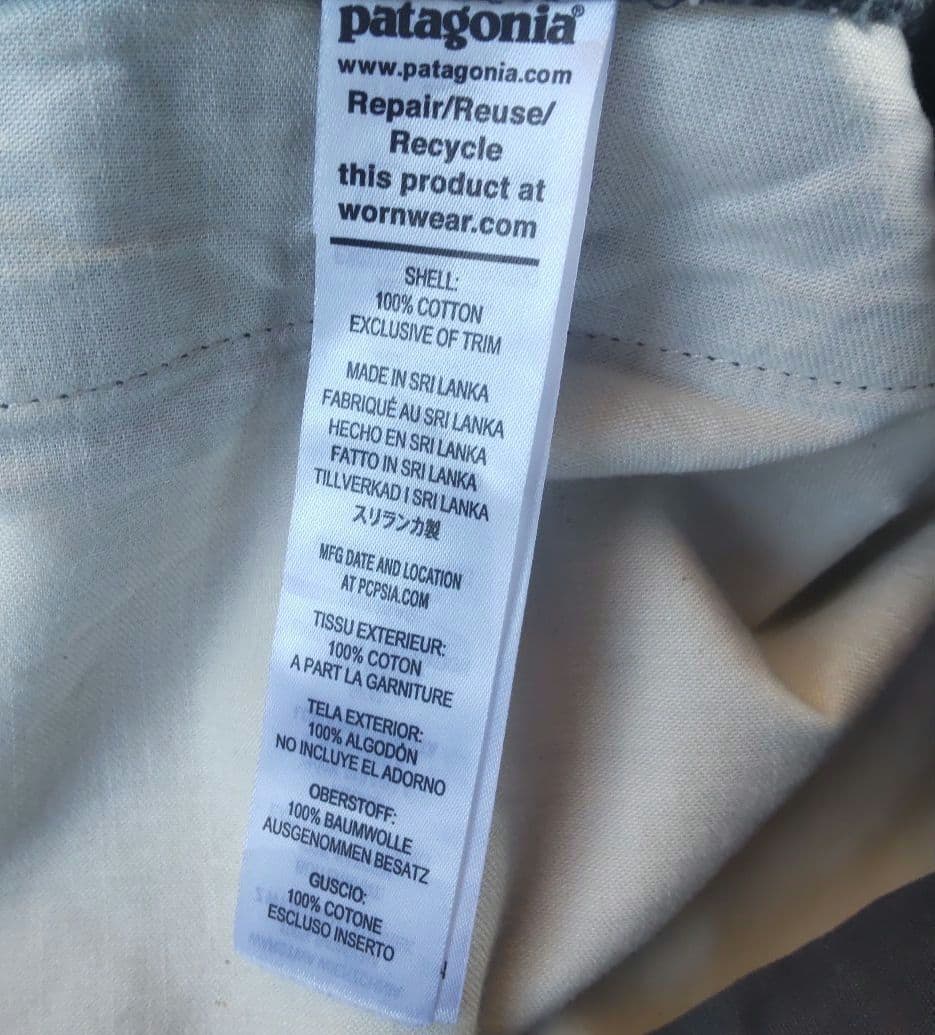 patagonia®
www.patagonia.com
Repair/Reuse/
Recycle
this product at
wornwear.com
SHELL:
100% COTTON
EXCLUSIVE OF TRIM
MADE IN SRI LANKA
FABRIQUÉ AU SRI LANKA
HECHO EN SRI LANKA
FATTO IN SRI LANKA
TILLVERKAD I SRI LANKA
スリランカ製
MFG DATE AND LOCATION
AT PCPSIA.COM
TISSU EXTERIEUR:
100% COTON
A PART LA GARNITURE
TELA EXTERIOR:
100% ALGODÓN
NO INCLUYE EL ADORNO
OBERSTOFF:
100% BAUMWOLLE
AUSGENOMMEN BESATZ
GUSCIO:
100% COTONE
ESCLUSO INSERTO